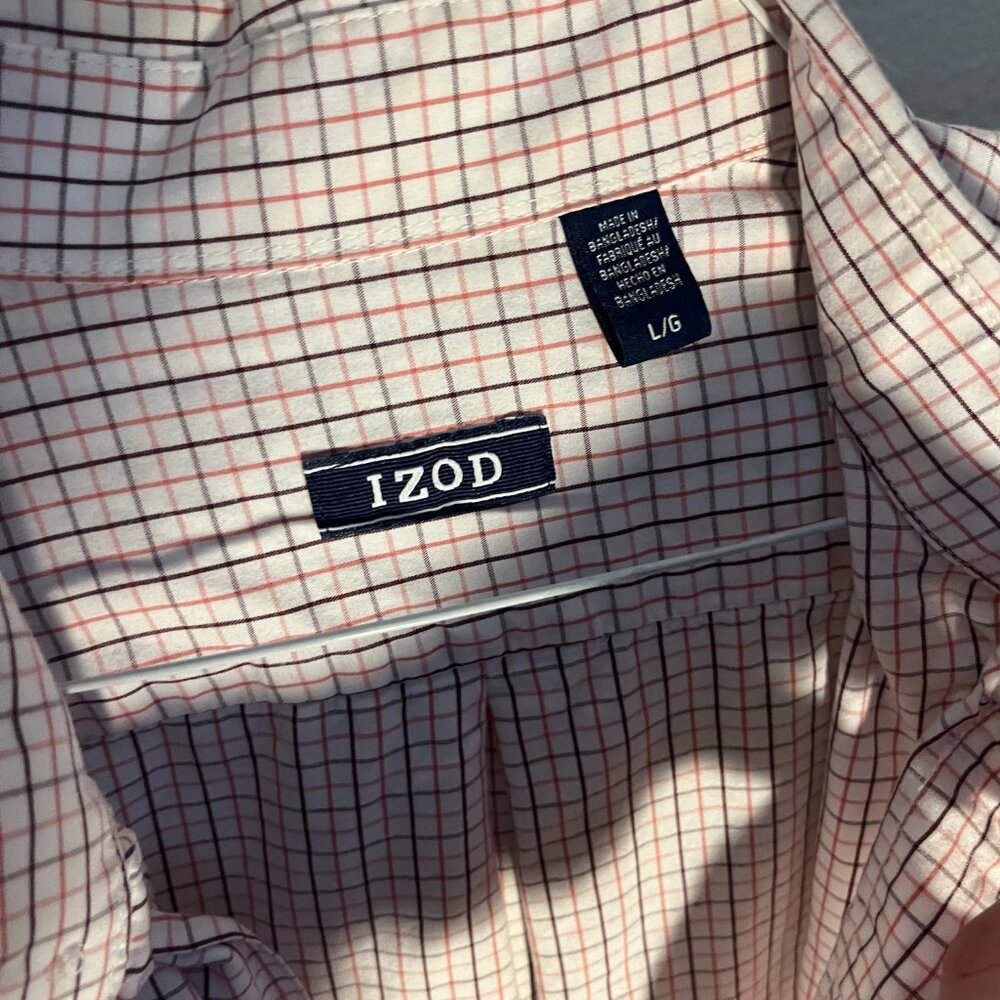 MADE IN
BANGLADESH/
FABRIQUÉ AU
BANGLADESH/
HECHO EN
BANGLADESH
L/G
IZOD